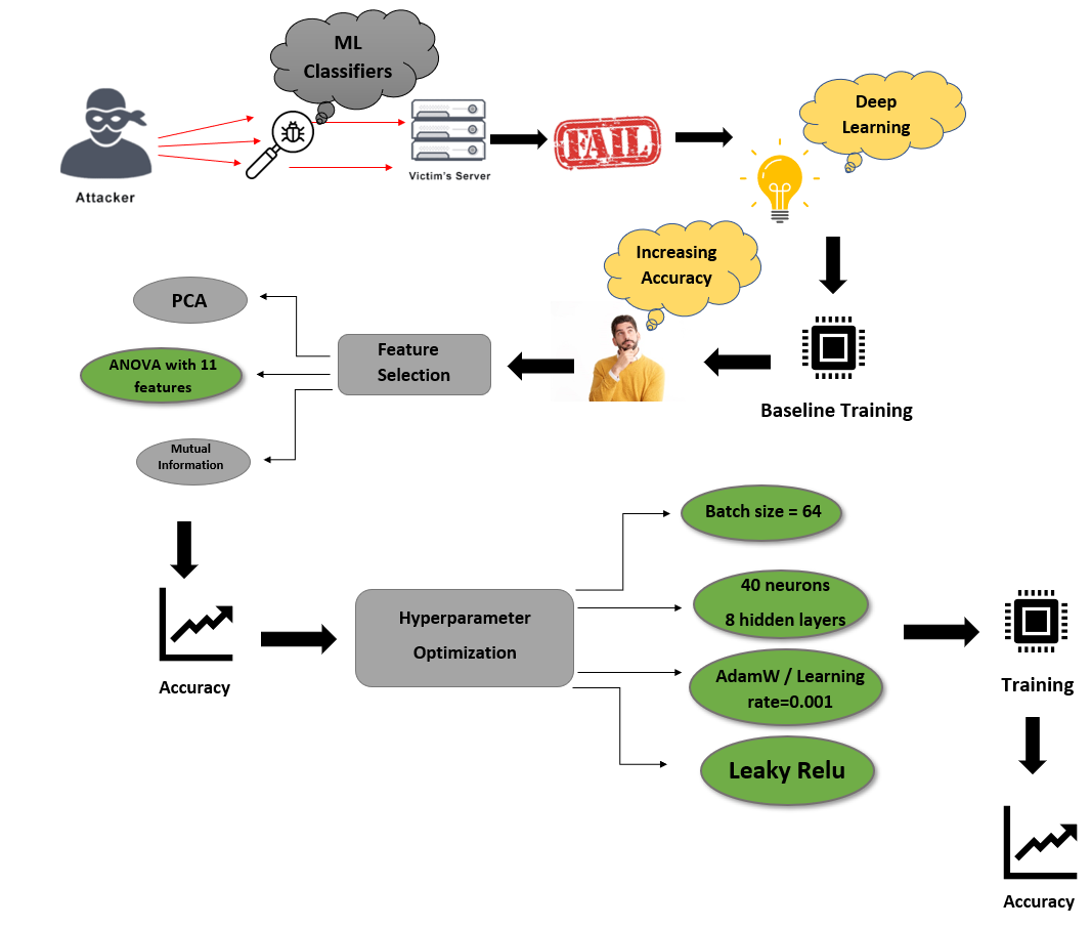 ML
Classifiers
Attacker
Victim's Server
FAIL
Deep
Learning
Increasing
Accuracy
Baseline Training
Feature
Selection
PCA
ANOVA with 11
features
Mutual
Information
Accuracy
Hyperparameter
Optimization
Batch size = 64
40 neurons
8 hidden layers
AdamW / Learning
rate=0.001
Leaky Relu
Training
Accuracy